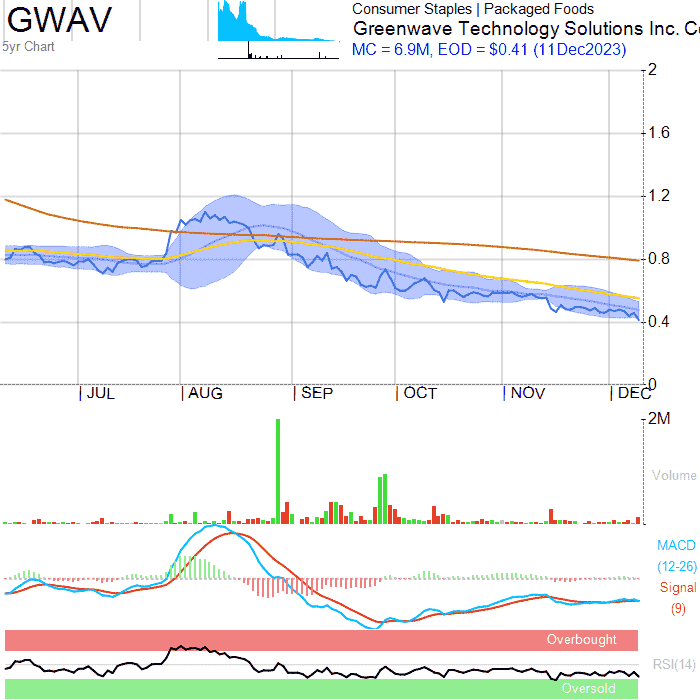 GWAV
5yr Chart
Consumer Staples | Packaged Foods
Greenwave Technology Solutions Inc. Co
MC = 6.9M, EOD = $0.41 (11Dec2023)
2
1.6
1.2
0.8
0.4
0
| JUL | AUG | SEP | OCT | NOV | DEC
2M
Volume
MACD
(12-26)
Signal
(9)
Overbought
RSI(14)
Oversold